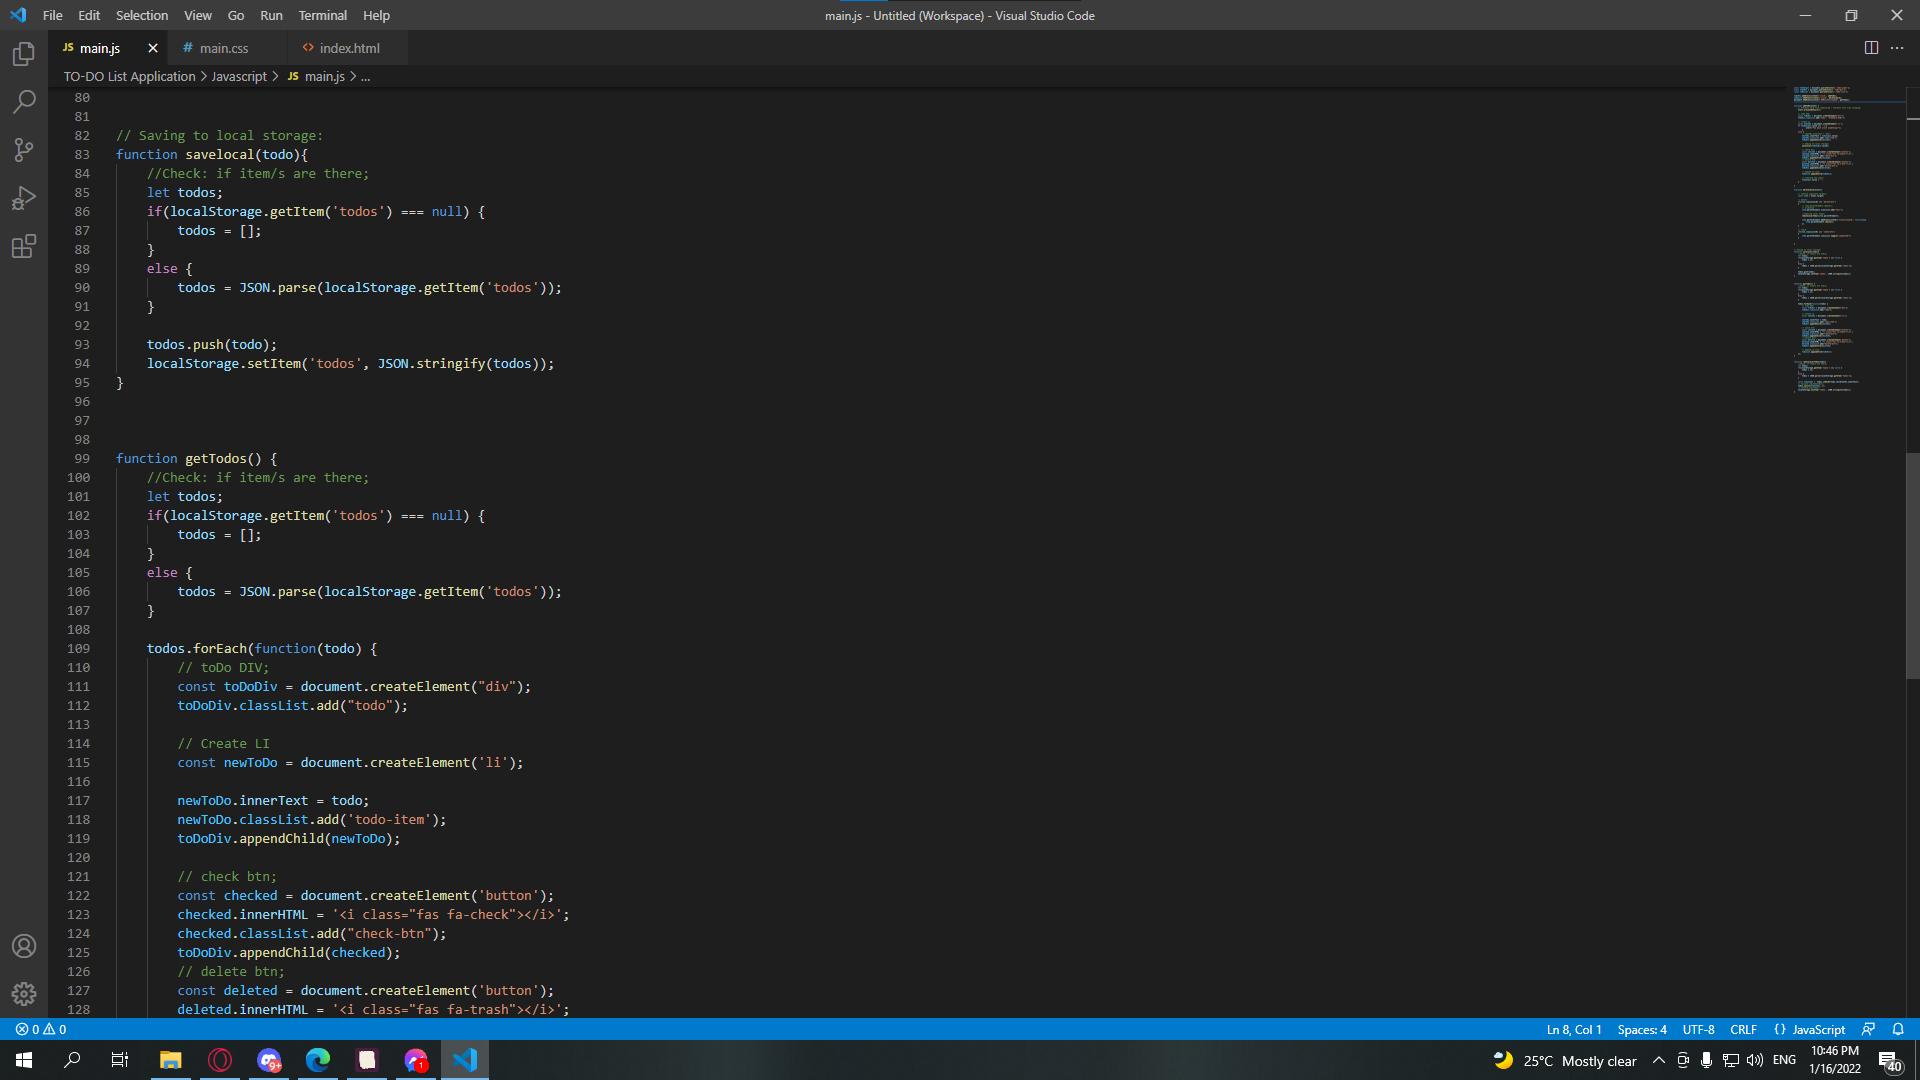 File Edit Selection View Go Run Terminal Help
main.js - Untitled (Workspace) - Visual Studio Code
JS main.js
# main.css
<> index.html
TO-DO List Application > Javascript > JS main.js > ...
80
81
82 // Saving to local storage:
83 function savelocal(todo){
84 //Check: if item/s are there;
85 let todos;
86 if(localStorage.getItem('todos') === null) {
87 todos = [];
88 }
89 else {
90 todos = JSON.parse(localStorage.getItem('todos'));
91 }
92
93 todos.push(todo);
94 localStorage.setItem('todos', JSON.stringify(todos));
95 }
96
97
98
99 function getTodos() {
100 //Check: if item/s are there;
101 let todos;
102 if(localStorage.getItem('todos') === null) {
103 todos = [];
104 }
105 else {
106 todos = JSON.parse(localStorage.getItem('todos'));
107 }
108
109 todos.forEach(function(todo) {
110 // toDo DIV;
111 const toDoDiv = document.createElement("div");
112 toDoDiv.classList.add("todo");
113
114 // Create LI
115 const newToDo = document.createElement('li');
116
117 newToDo.innerText = todo;
118 newToDo.classList.add('todo-item');
119 toDoDiv.appendChild(newToDo);
120
121 // check btn;
122 const checked = document.createElement('button');
123 checked.innerHTML = '<i class="fas fa-check"></i>';
124 checked.classList.add("check-btn");
125 toDoDiv.appendChild(checked);
126 // delete btn;
127 const deleted = document.createElement('button');
128 deleted.innerHTML = '<i class="fas fa-trash"></i>';
0 0
Ln 8, Col 1 Spaces: 4 UTF-8 CRLF {} JavaScript
9+
1
25°C Mostly clear
ENG
10:46 PM
1/16/2022
40